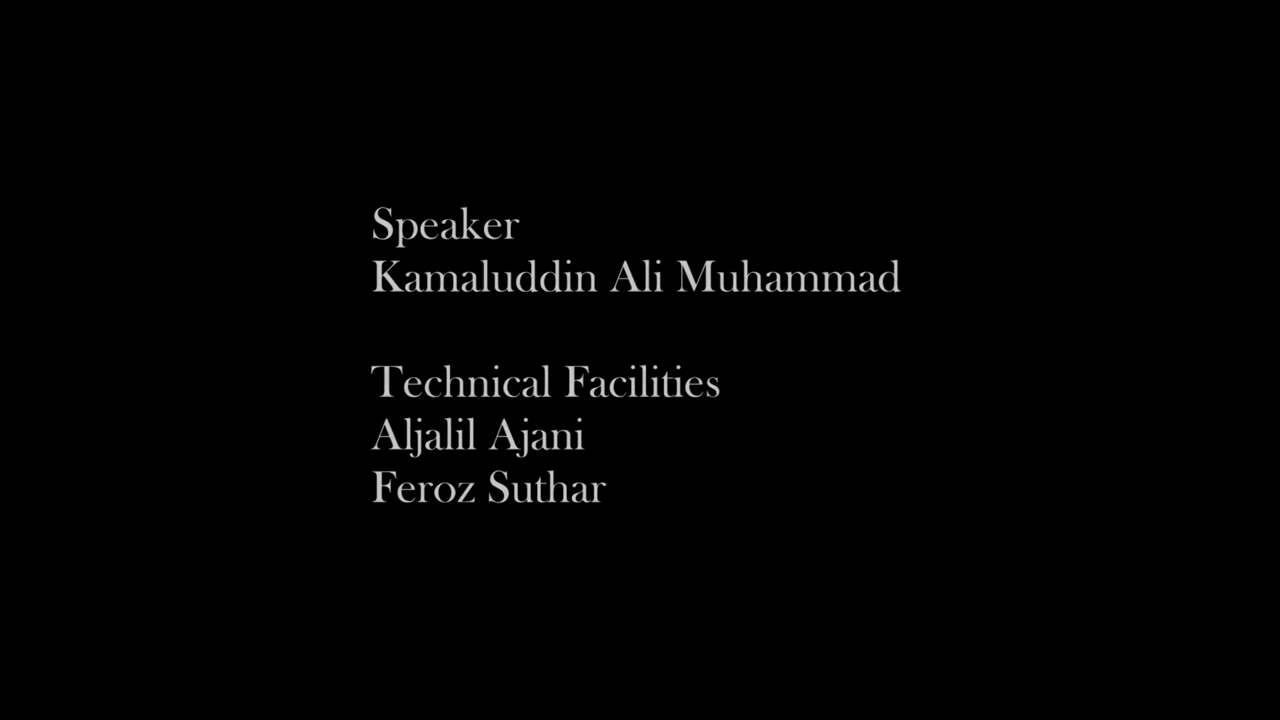 Speaker
Kamaluddin Ali Muhammad
Technical Facilities
Aljalil Ajani
Feroz Suthar